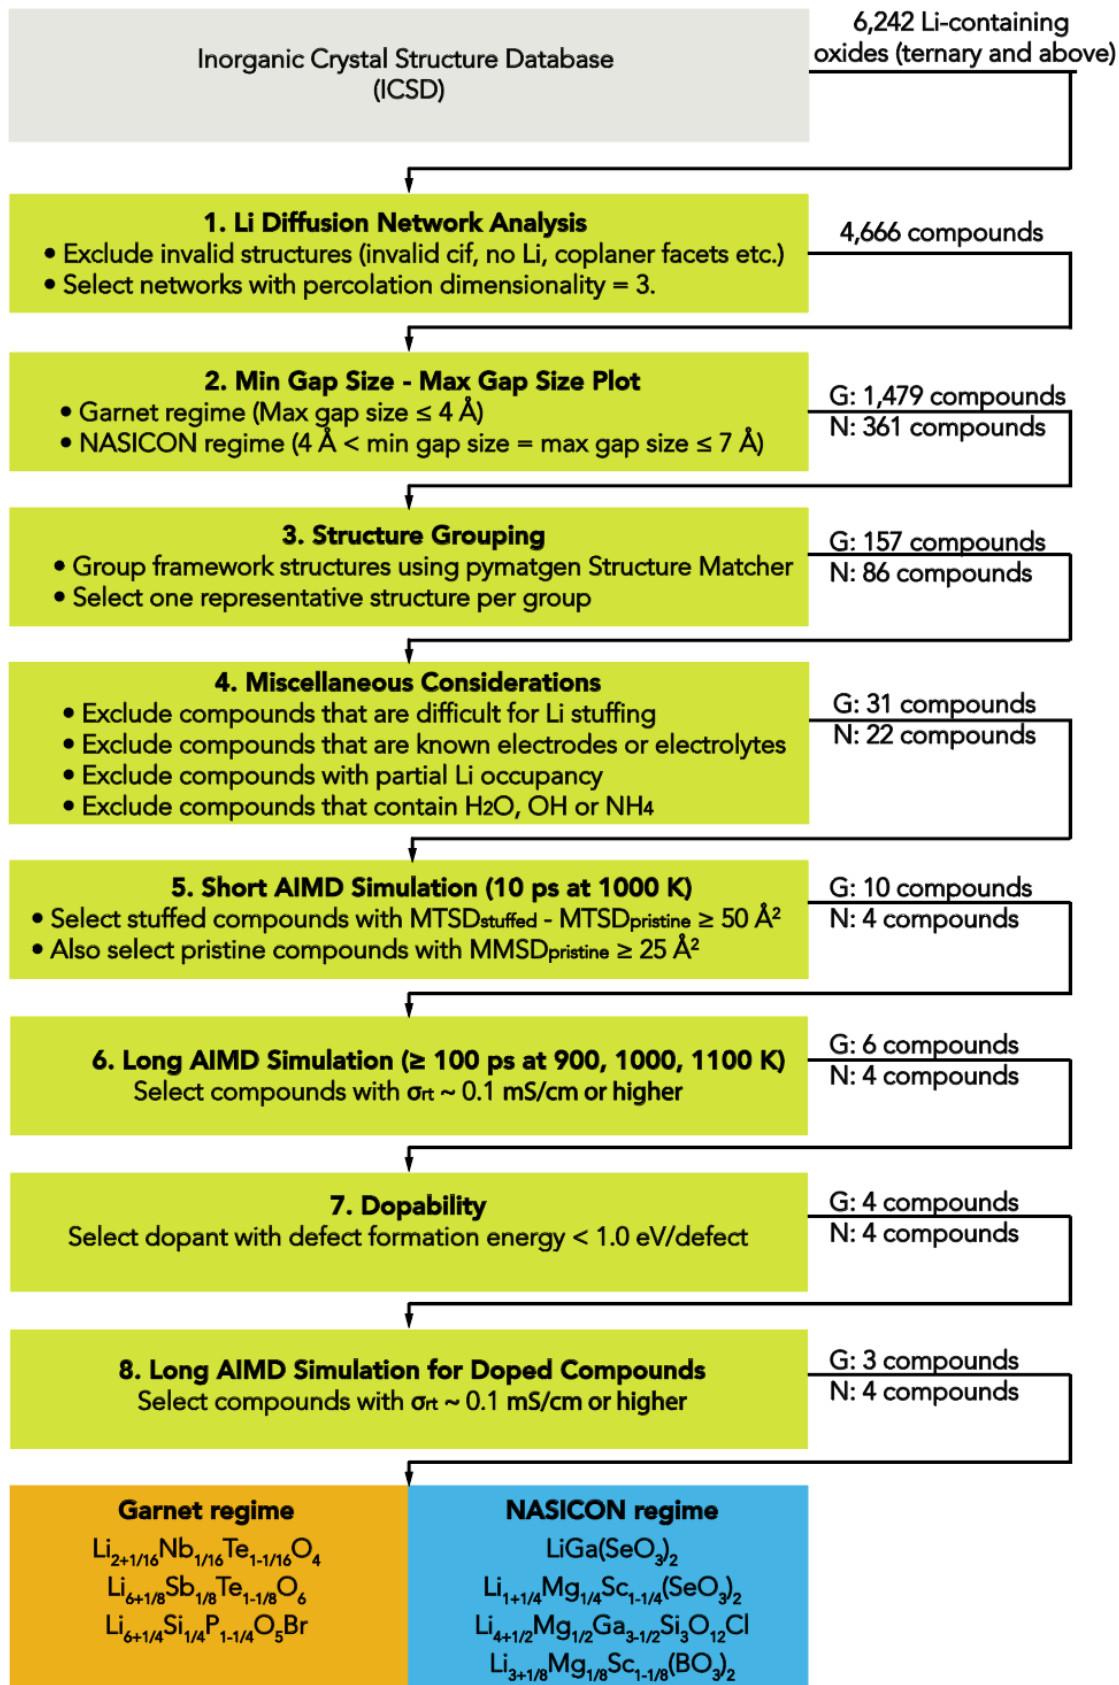 Inorganic Crystal Structure Database
(ICSD)
6,242 Li-containing
oxides (ternary and above)
1. Li Diffusion Network Analysis
• Exclude invalid structures (invalid cif, no Li, coplaner facets etc.)
• Select networks with percolation dimensionality = 3.
4,666 compounds
2. Min Gap Size - Max Gap Size Plot
• Garnet regime (Max gap size ≤ 4 Å)
• NASICON regime (4 Å < min gap size = max gap size ≤ 7 Å)
G: 1,479 compounds
N: 361 compounds
3. Structure Grouping
• Group framework structures using pymatgen Structure Matcher
• Select one representative structure per group
G: 157 compounds
N: 86 compounds
4. Miscellaneous Considerations
• Exclude compounds that are difficult for Li stuffing
• Exclude compounds that are known electrodes or electrolytes
• Exclude compounds with partial Li occupancy
• Exclude compounds that contain H₂O, OH or NH₄
G: 31 compounds
N: 22 compounds
5. Short AIMD Simulation (10 ps at 1000 K)
• Select stuffed compounds with MTSDstuffed - MTSDpristine ≥ 50 Å²
• Also select pristine compounds with MMSDpristine ≥ 25 Å²
G: 10 compounds
N: 4 compounds
6. Long AIMD Simulation (≥ 100 ps at 900, 1000, 1100 K)
Select compounds with σrt ~ 0.1 mS/cm or higher
G: 6 compounds
N: 4 compounds
7. Dopability
Select dopant with defect formation energy < 1.0 eV/defect
G: 4 compounds
N: 4 compounds
8. Long AIMD Simulation for Doped Compounds
Select compounds with σrt ~ 0.1 mS/cm or higher
G: 3 compounds
N: 4 compounds
Garnet regime
Li₂₊₁/₁₆Nb₁/₁₆Te₁₋₁/₁₆O₄
Li₆₊₁/₈Sb₁/₈Te₁₋₁/₈O₆
Li₆₊₁/₄Si₁/₄P₁₋₁/₄O₅Br
NASICON regime
LiGa(SeO₃)₂
Li₁₊₁/₄Mg₁/₄Sc₁₋₁/₄(SeO₃)₂
Li₄₊₁/₂Mg₁/₂Ga₃₋₁/₂Si₃O₁₂Cl
Li₃₊₁/₈Mg₁/₈Sc₁₋₁/₈(BO₃)₂